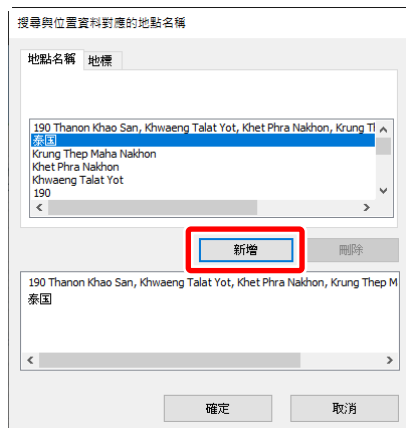 搜尋與位置資料對應的地點名稱
地點名稱 地標
190 Thanon Khao San, Khwaeng Talat Yot, Khet Phra Nakhon, Krung Tl
泰国
Krung Thep Maha Nakhon
Khet Phra Nakhon
Khwaeng Talat Yot
190
新增 刪除
190 Thanon Khao San, Khwaeng Talat Yot, Khet Phra Nakhon, Krung Thep M
泰国
確定 取消